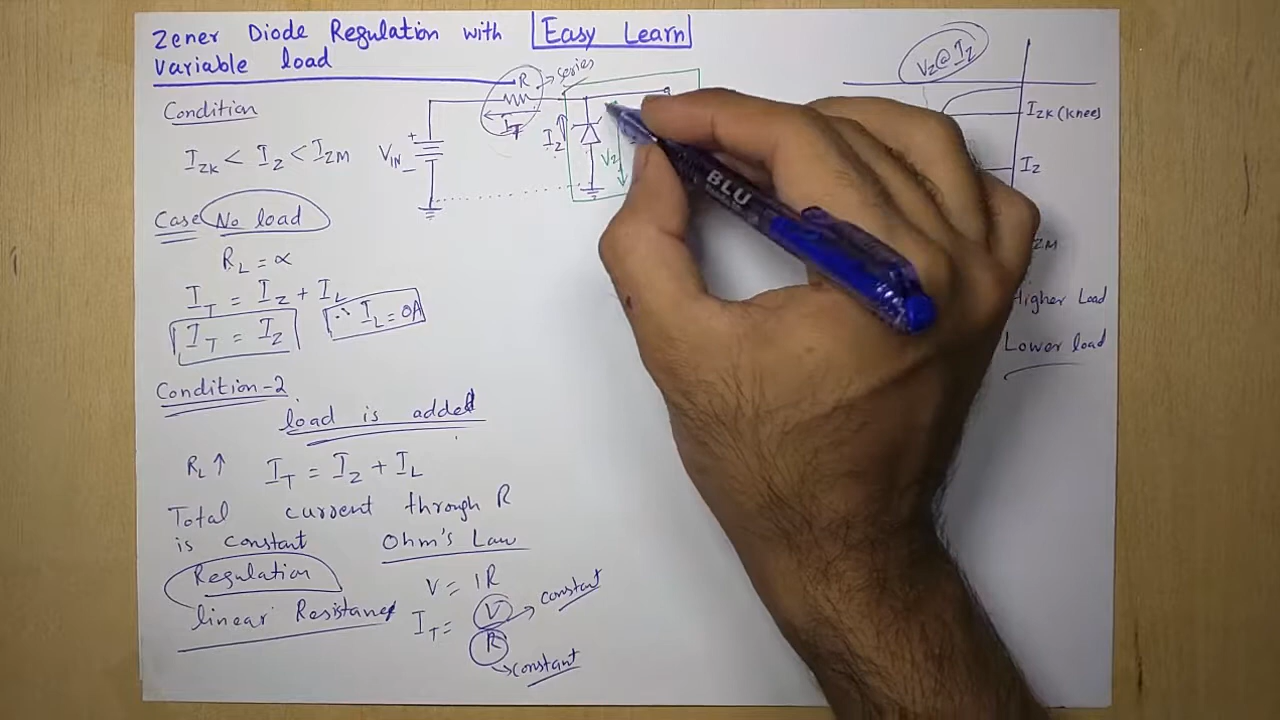 Zener Diode Regulation with Easy Learn
variable load
Condition
IZK < IZ < IZM
Case No load
RL = ∝
IT = IZ + IL
IT = IZ ∴ IL = 0A
Condition-2
load is added
RL ↑ IT = IZ + IL
Total current through R
is constant Ohm's Law
Regulation
linear Resistance
V = IR
IT = V constant
R constant
R series
IT
+
VIN
-
IZ
VZ
BLU
VZ@IZ
IZK (knee)
IZ
ZM
Higher Load
Lower load